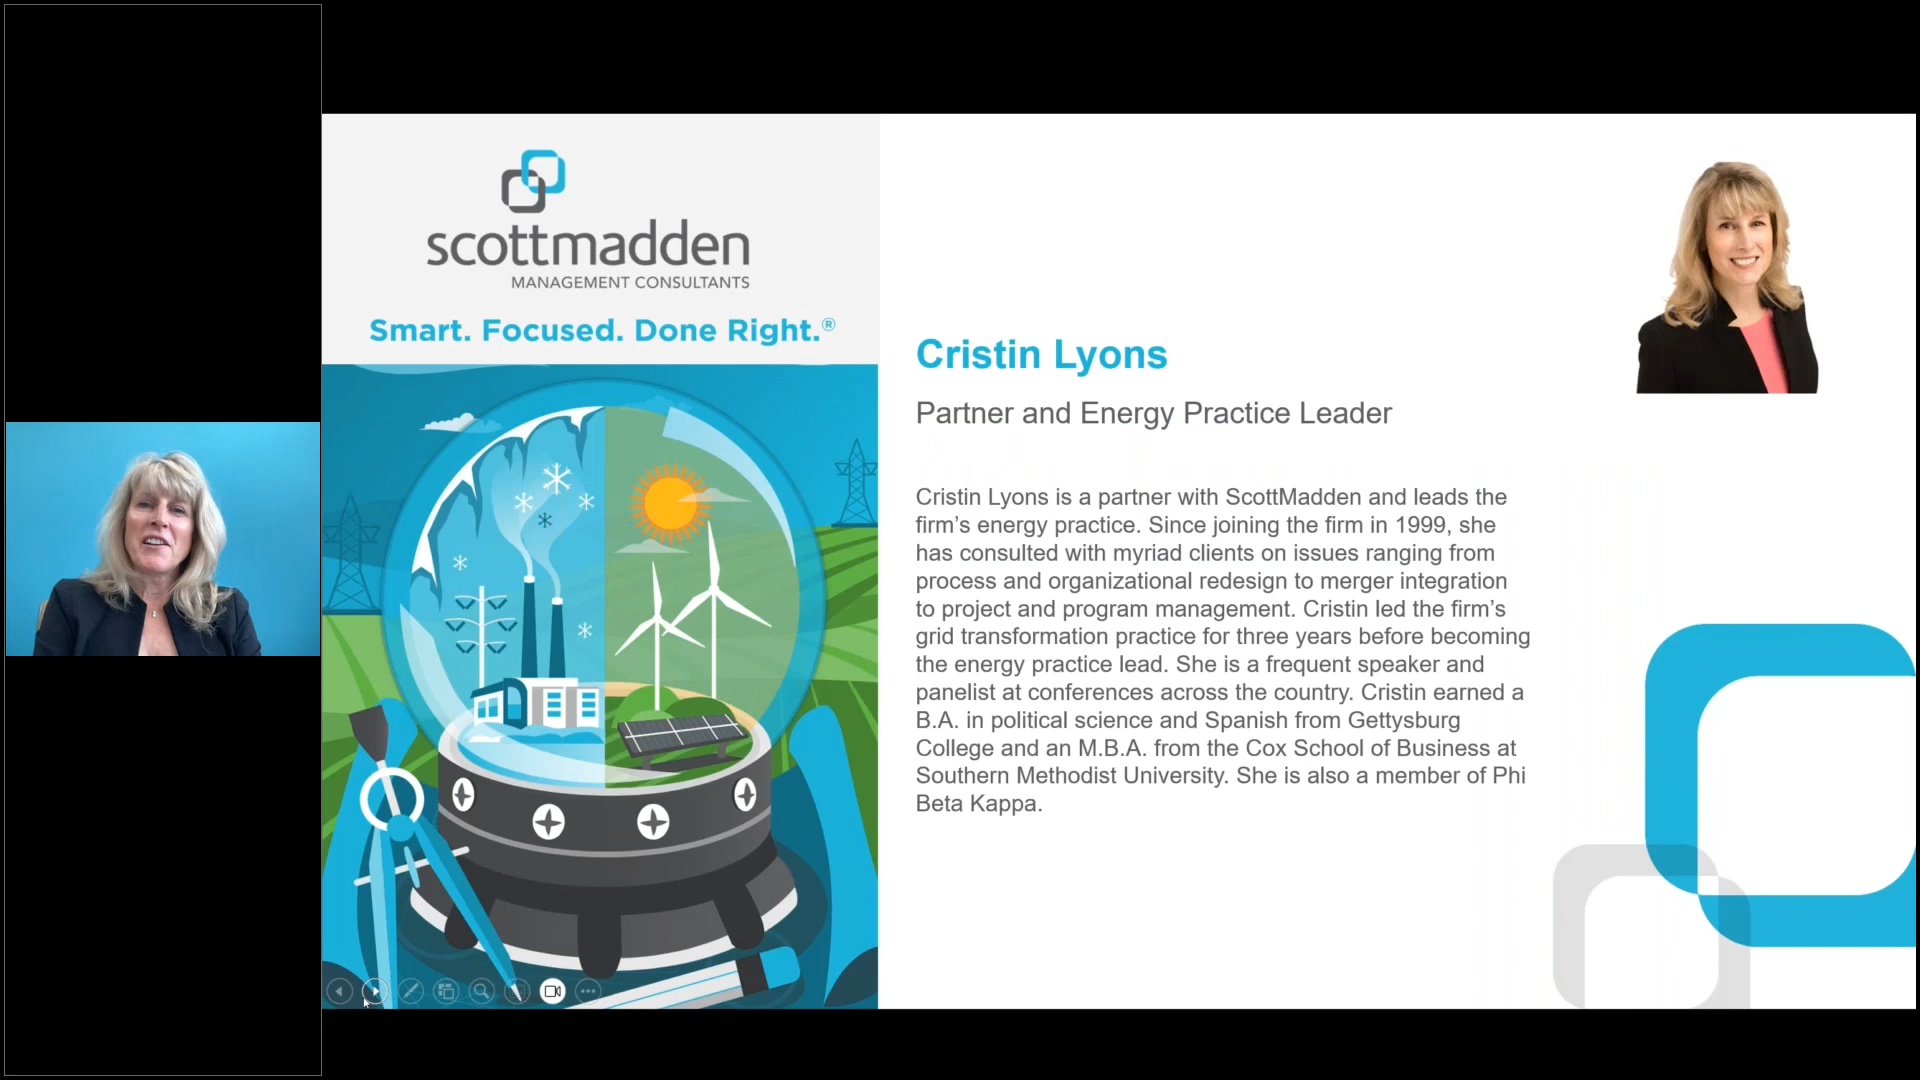 scottmadden
MANAGEMENT CONSULTANTS
Smart. Focused. Done Right.®
Cristin Lyons
Partner and Energy Practice Leader
Cristin Lyons is a partner with ScottMadden and leads the
firm’s energy practice. Since joining the firm in 1999, she
has consulted with myriad clients on issues ranging from
process and organizational redesign to merger integration
to project and program management. Cristin led the firm’s
grid transformation practice for three years before becoming
the energy practice lead. She is a frequent speaker and
panelist at conferences across the country. Cristin earned a
B.A. in political science and Spanish from Gettysburg
College and an M.B.A. from the Cox School of Business at
Southern Methodist University. She is also a member of Phi
Beta Kappa.